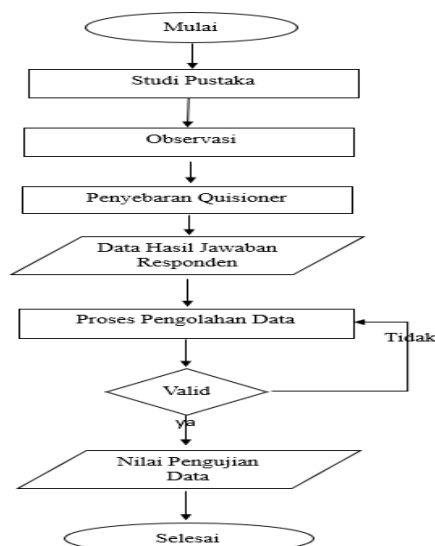 Mulai
Studi Pustaka
Observasi
Penyebaran Quisioner
Data Hasil Jawaban
Responden
Proses Pengolahan Data
Tidak
Valid
ya
Nilai Pengujian
Data
Selesai